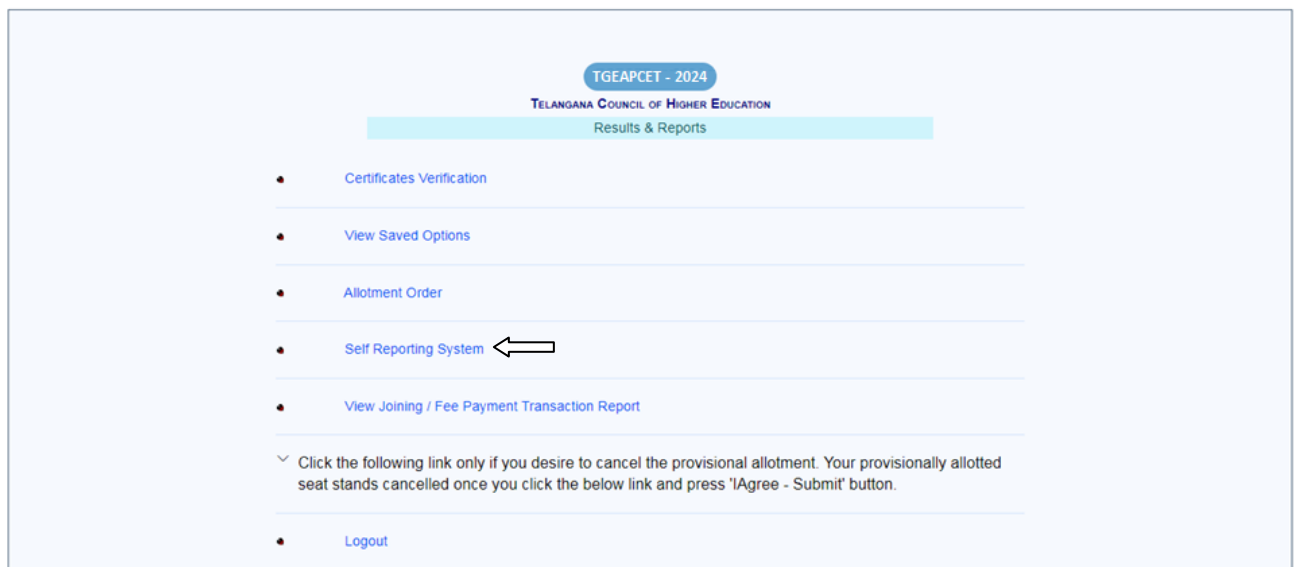 TGEAPCET - 2024
TELANGANA COUNCIL OF HIGHER EDUCATION
Results & Reports
Certificates Verification
View Saved Options
Allotment Order
Self Reporting System
View Joining / Fee Payment Transaction Report
Click the following link only if you desire to cancel the provisional allotment. Your provisionally allotted
seat stands cancelled once you click the below link and press 'IAgree - Submit' button.
Logout